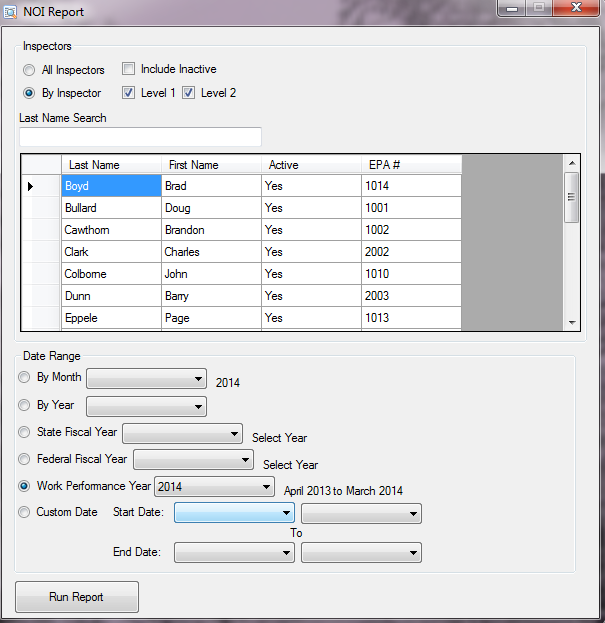 NOI Report
Inspectors
All Inspectors Include Inactive
By Inspector Level 1 Level 2
Last Name Search
Last Name First Name Active EPA #
Boyd Brad Yes 1014
Bullard Doug Yes 1001
Cawthorn Brandon Yes 1002
Clark Charles Yes 2002
Colborne John Yes 1010
Dunn Barry Yes 2003
Eppele Page Yes 1013
Date Range
By Month 2014
By Year
State Fiscal Year Select Year
Federal Fiscal Year Select Year
Work Performance Year 2014 April 2013 to March 2014
Custom Date Start Date:
To
End Date:
Run Report